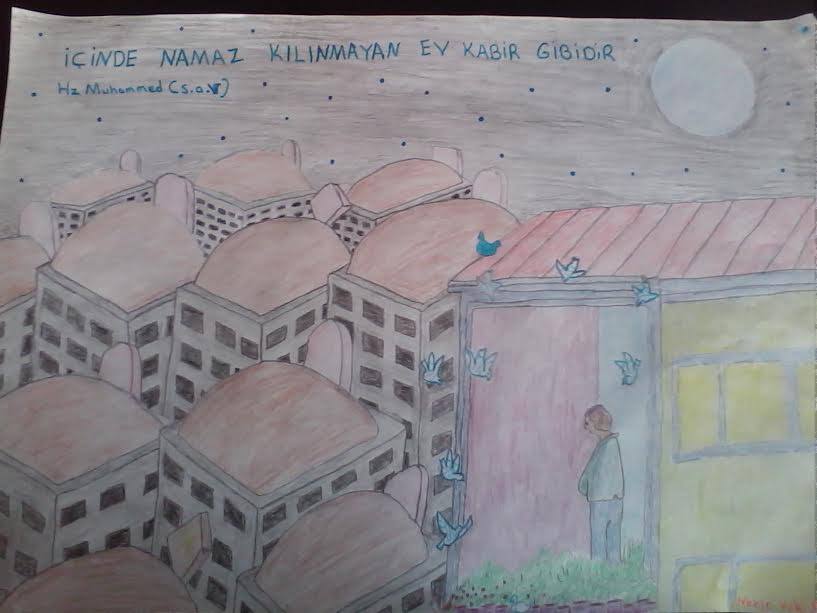 İÇİNDE NAMAZ KILINMAYAN EV KABİR GİBİDİR
Hz Muhammed (s.a.v)